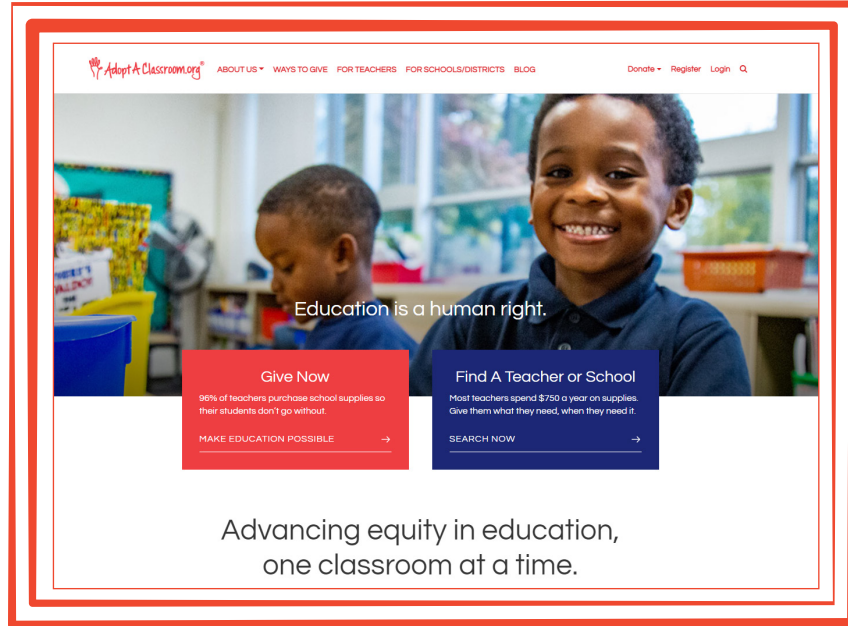 AdoptAClassroom.org®
ABOUT US WAYS TO GIVE FOR TEACHERS FOR SCHOOLS/DISTRICTS BLOG
Donate Register Login
Education is a human right.
Give Now
96% of teachers purchase school supplies so
their students don't go without.
MAKE EDUCATION POSSIBLE →
Find A Teacher or School
Most teachers spend $750 a year on supplies.
Give them what they need, when they need it.
SEARCH NOW →
Advancing equity in education,
one classroom at a time.